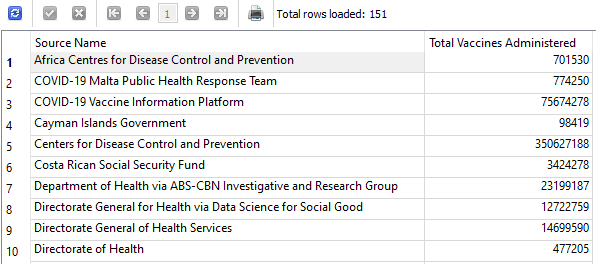 1 Total rows loaded: 151
Source Name Total Vaccines Administered
1 Africa Centres for Disease Control and Prevention 701530
2 COVID-19 Malta Public Health Response Team 774250
3 COVID-19 Vaccine Information Platform 75674278
4 Cayman Islands Government 98419
5 Centers for Disease Control and Prevention 350627188
6 Costa Rican Social Security Fund 3424278
7 Department of Health via ABS-CBN Investigative and Research Group 23199187
8 Directorate General for Health via Data Science for Social Good 12722759
9 Directorate General of Health Services 14699590
10 Directorate of Health 477205